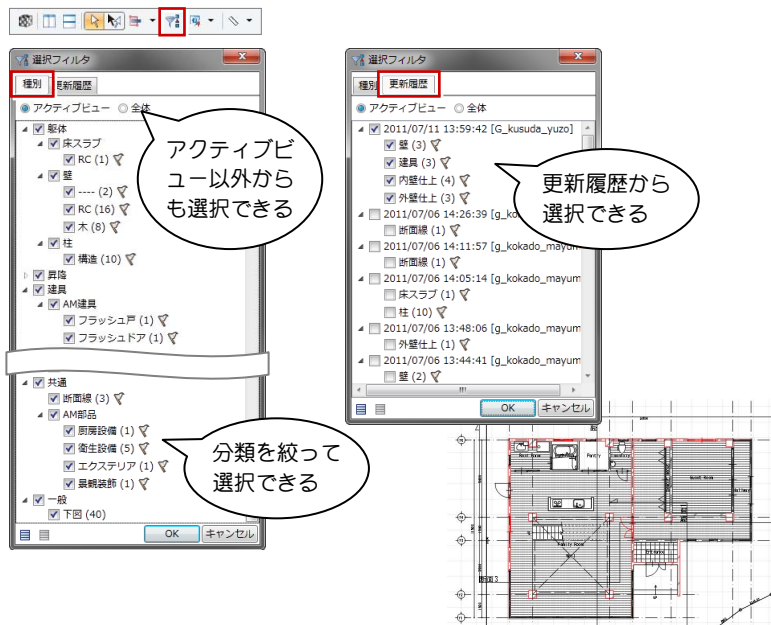 選択フィルタ
種別
更新履歴
アクティブビュー
全体
躯体
床スラブ
RC (1)
壁
---- (2)
RC (16)
木 (8)
柱
構造 (10)
昇降
建具
AM建具
フラッシュ戸 (1)
フラッシュドア (1)
共通
断面線 (3)
AM部品
厨房設備 (1)
衛生設備 (5)
エクステリア (1)
景観装飾 (1)
一般
下図 (40)
OK
キャンセル
アクティブビ
ュー以外から
も選択できる
分類を絞って
選択できる
選択フィルタ
種別
更新履歴
アクティブビュー
全体
2011/07/11 13:59:42 [G_kusuda_yuzo]
壁 (3)
建具 (3)
内壁仕上 (4)
外壁仕上 (3)
2011/07/06 14:26:39 [g_ko
断面線 (1)
2011/07/06 14:11:57 [g_kokado_mayum
断面線 (1)
2011/07/06 14:05:14 [g_kokado_mayum
床スラブ (1)
柱 (10)
2011/07/06 13:48:06 [g_kokado_mayum
外壁仕上 (1)
2011/07/06 13:44:41 [g_kokado_mayum
壁 (2)
OK
キャンセル
更新履歴から
選択できる
Pantry
Guest Room
Family Room
Entrance
断面3